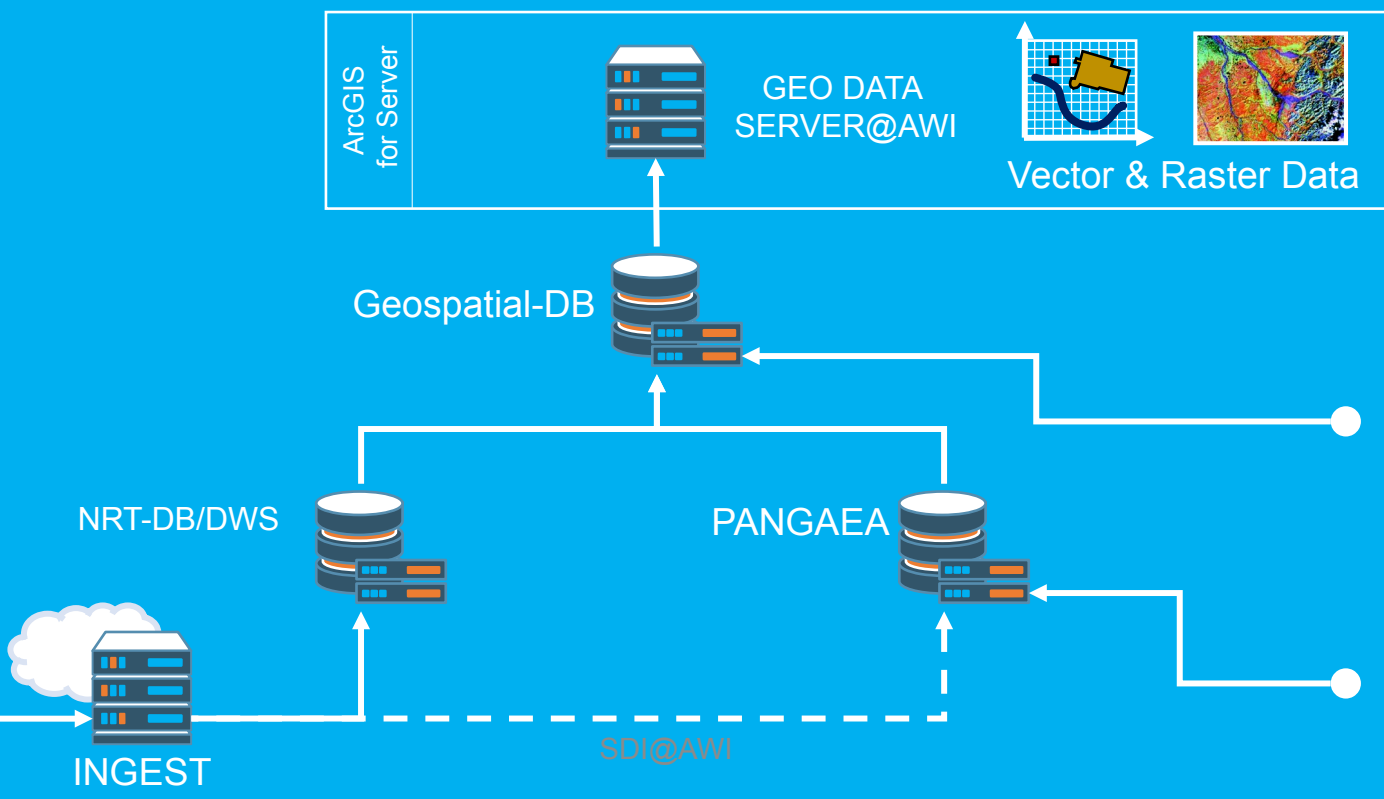 ArcGIS
for Server
GEO DATA
SERVER@AWI
Vector & Raster Data
Geospatial-DB
NRT-DB/DWS
PANGAEA
SDI@AWI
INGEST